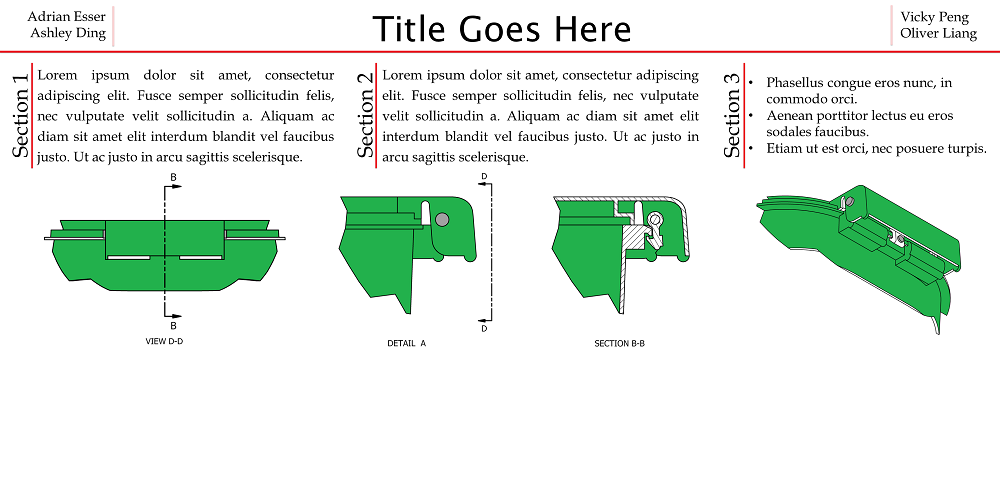 Adrian Esser
Ashley Ding
Title Goes Here
Vicky Peng
Oliver Liang
Section 1
Lorem ipsum dolor sit amet, consectetur
adipiscing elit. Fusce semper sollicitudin felis,
nec vulputate velit sollicitudin a. Aliquam ac
diam sit amet elit interdum blandit vel faucibus
justo. Ut ac justo in arcu sagittis scelerisque.
Section 2
Lorem ipsum dolor sit amet, consectetur adipiscing
elit. Fusce semper sollicitudin felis, nec vulputate
velit sollicitudin a. Aliquam ac diam sit amet elit
interdum blandit vel faucibus justo. Ut ac justo in
arcu sagittis scelerisque.
Section 3
• Phasellus congue eros nunc, in
commodo orci.
• Aenean porttitor lectus eu eros
sodales faucibus.
• Etiam ut est orci, nec posuere turpis.
B
B
VIEW D-D
D
D
DETAIL A
SECTION B-B